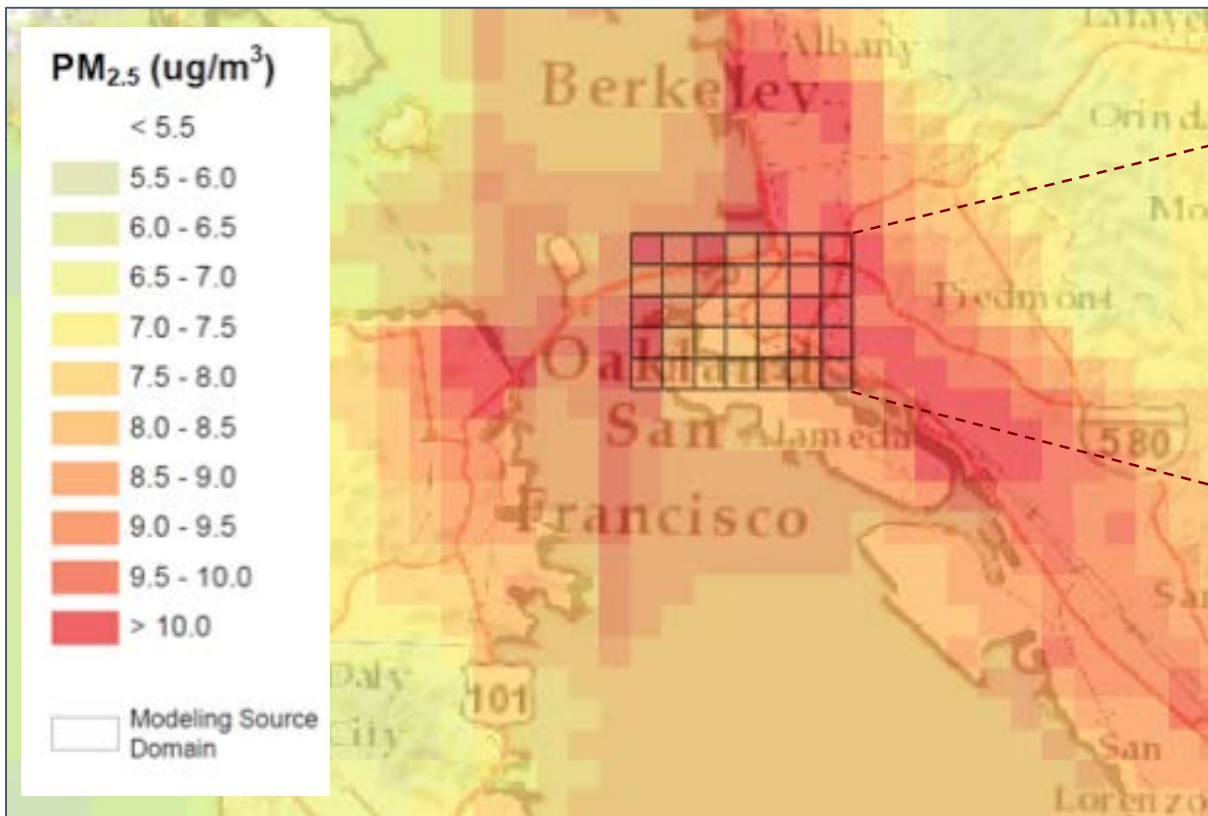 PM2.5 (ug/m3)
< 5.5
5.5 - 6.0
6.0 - 6.5
6.5 - 7.0
7.0 - 7.5
7.5 - 8.0
8.0 - 8.5
8.5 - 9.0
9.0 - 9.5
9.5 - 10.0
> 10.0
Modeling Source
Domain
Lafayet
Albany
Berkeley
Orinda
Mo
Piedmont
Oakland
San
Francisco
Alameda
580
San
101
Daly
City
San
Lorenzo